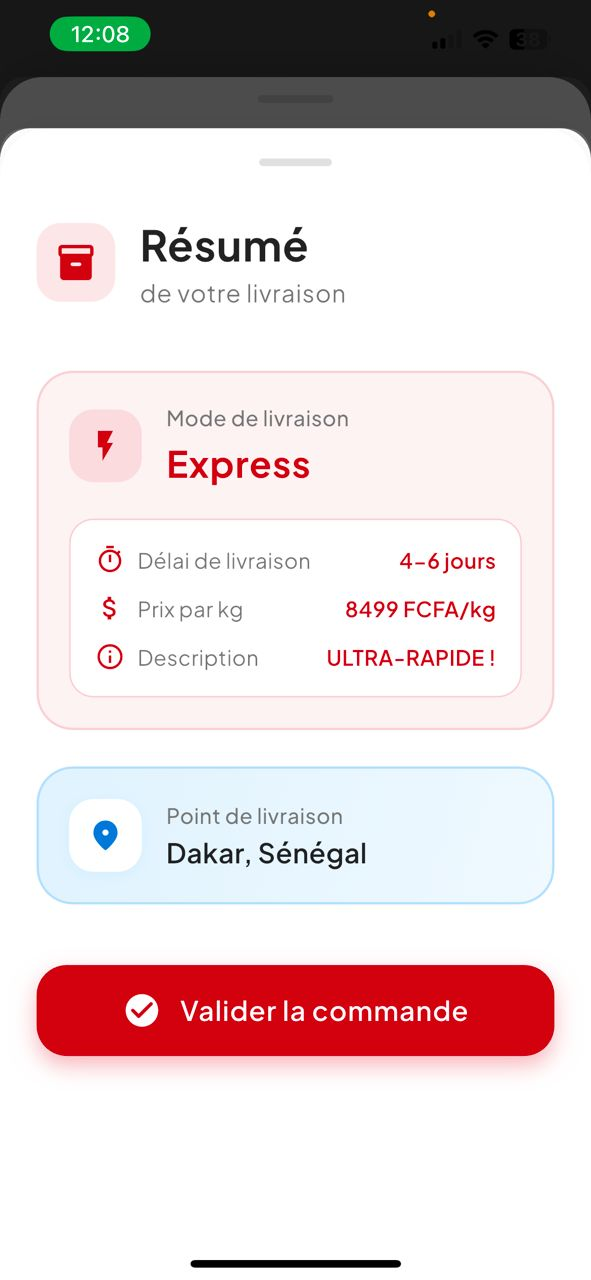 12:08
38
Résumé
de votre livraison
Mode de livraison
Express
Délai de livraison 4-6 jours
$ Prix par kg 8499 FCFA/kg
Description ULTRA-RAPIDE !
Point de livraison
Dakar, Sénégal
Valider la commande